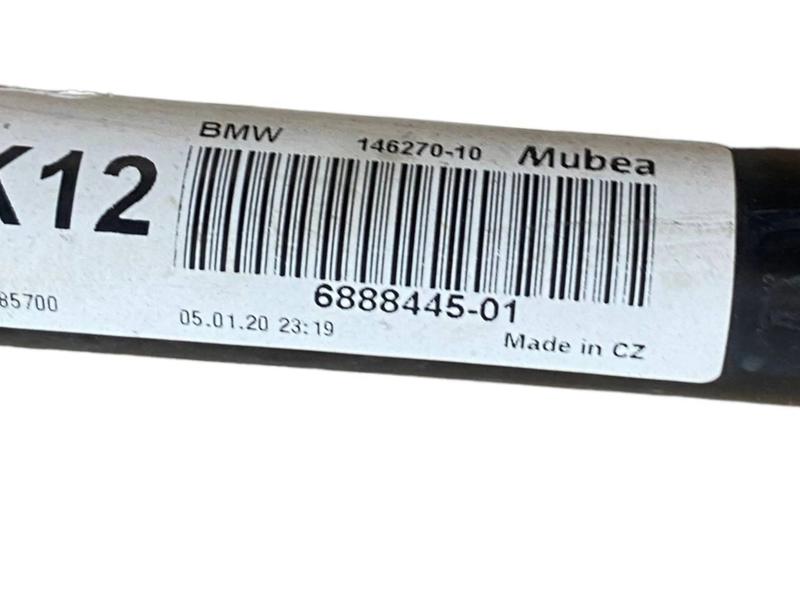 BMW 146270-10 Mubea
K12
6888445-01
85700 05.01.20 23:19
Made in CZ